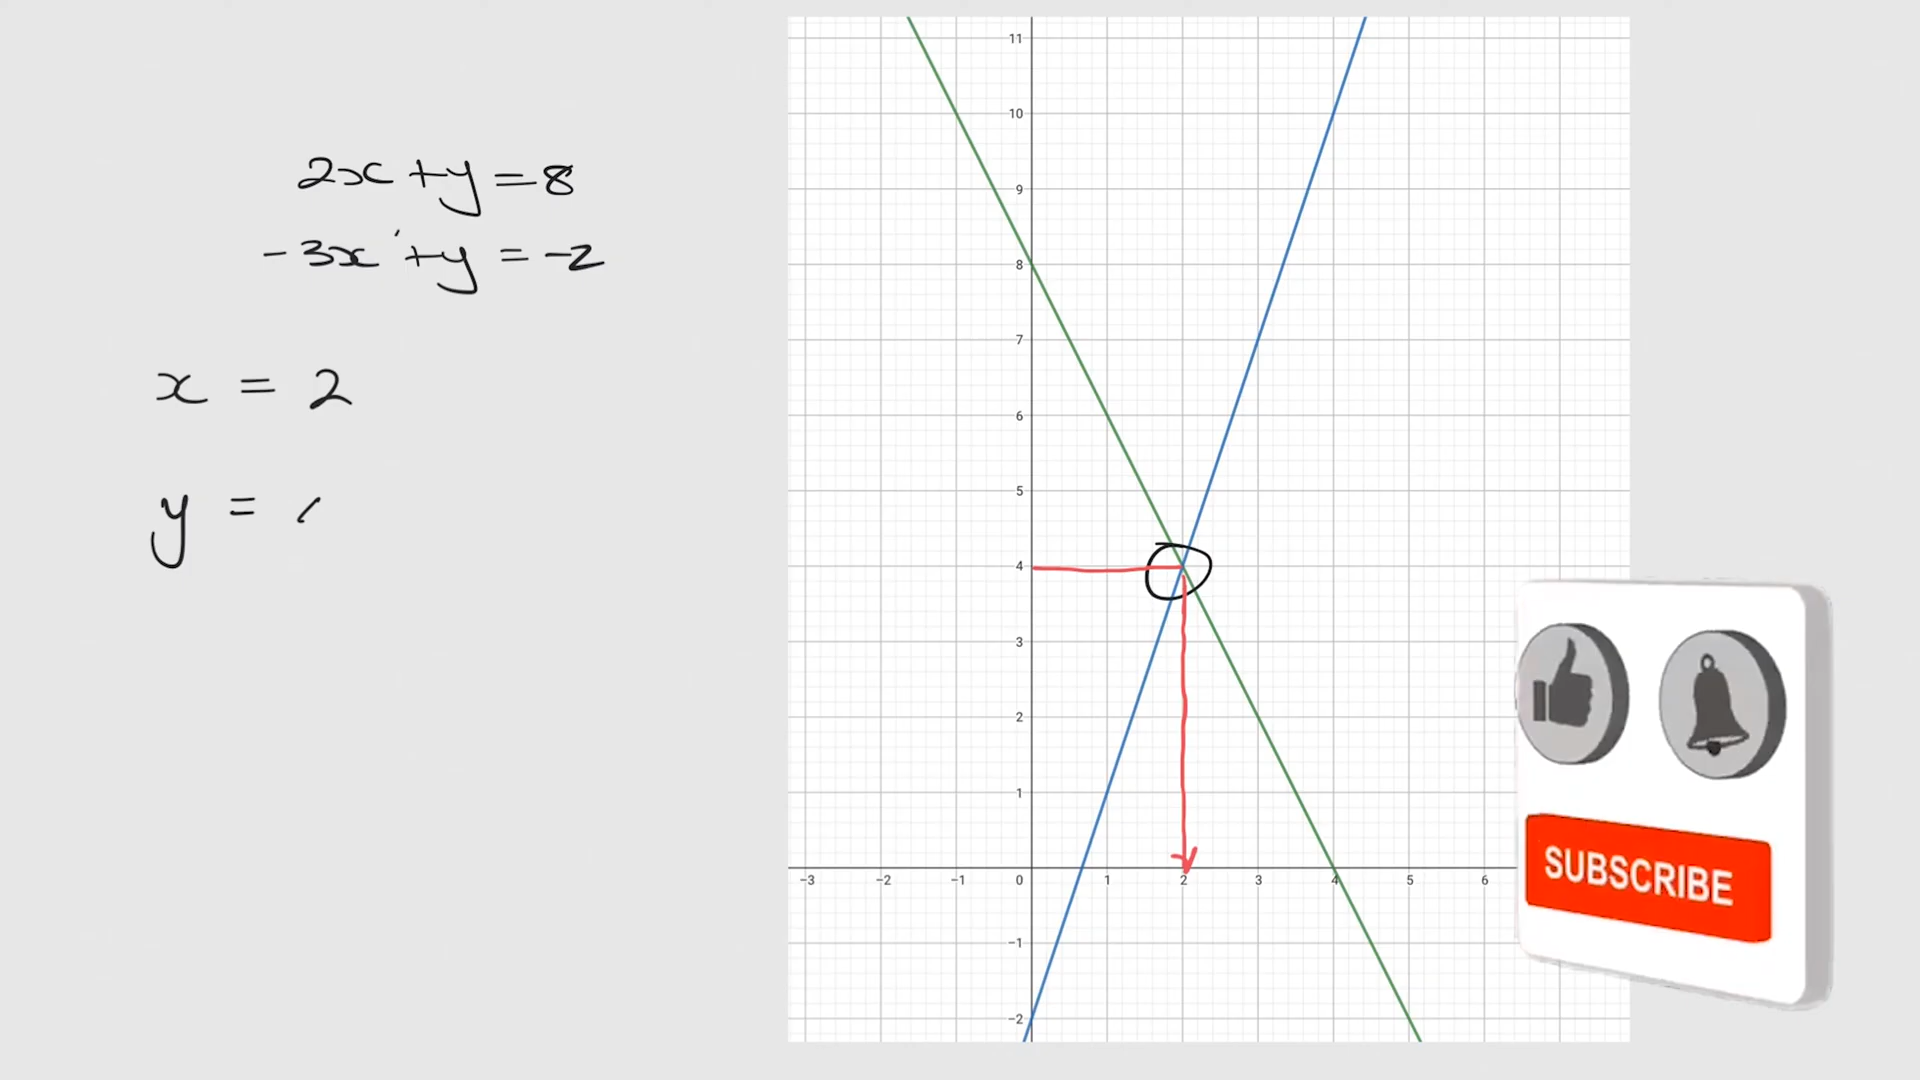 2x + y = 8
-3x + y = -2
x = 2
y =
11
10
9
8
7
6
5
4
3
2
1
−3 −2 −1 0 1 2 3 4 5 6
−1
−2
SUBSCRIBE